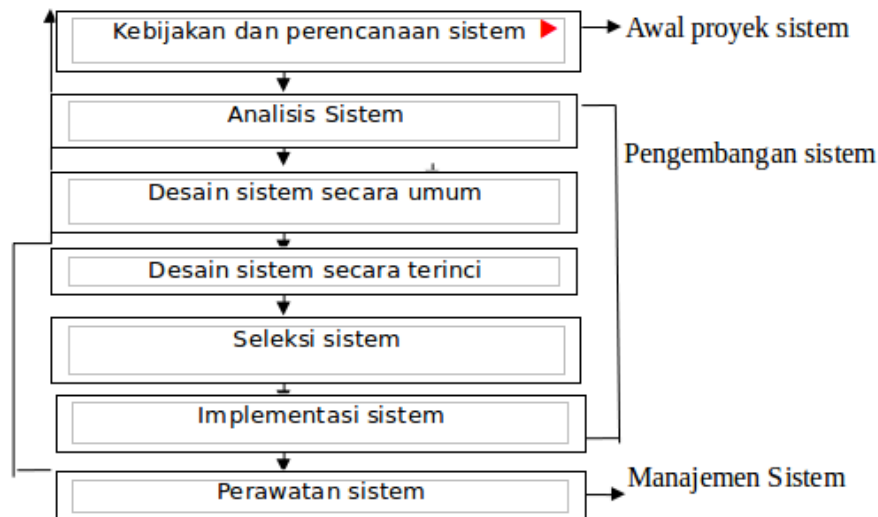 Kebijakan dan perencanaan sistem
Awal proyek sistem
Analisis Sistem
Pengembangan sistem
Desain sistem secara umum
Desain sistem secara terinci
Seleksi sistem
Implementasi sistem
Manajemen Sistem
Perawatan sistem